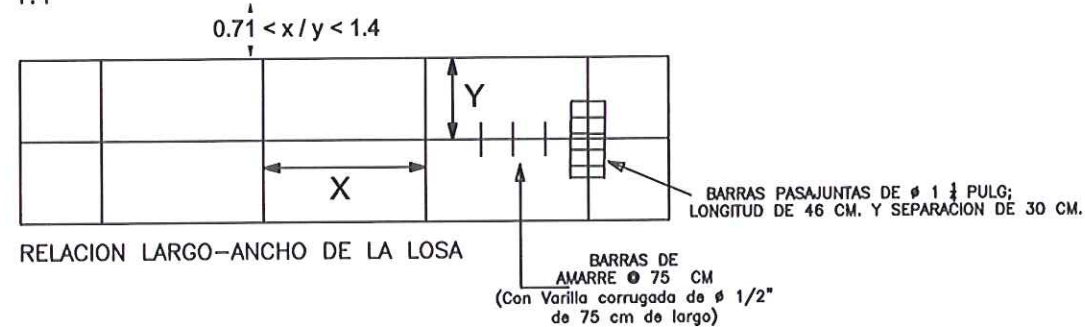 0.71 < x / y < 1.4
Y
X
BARRAS PASAJUNTAS DE ø 1 PULG;
LONGITUD DE 46 CM. Y SEPARACION DE 30 CM.
RELACION LARGO-ANCHO DE LA LOSA
BARRAS DE
AMARRE @ 75 CM
(Con Varilla corrugada de ø 1/2"
de 75 cm de largo)